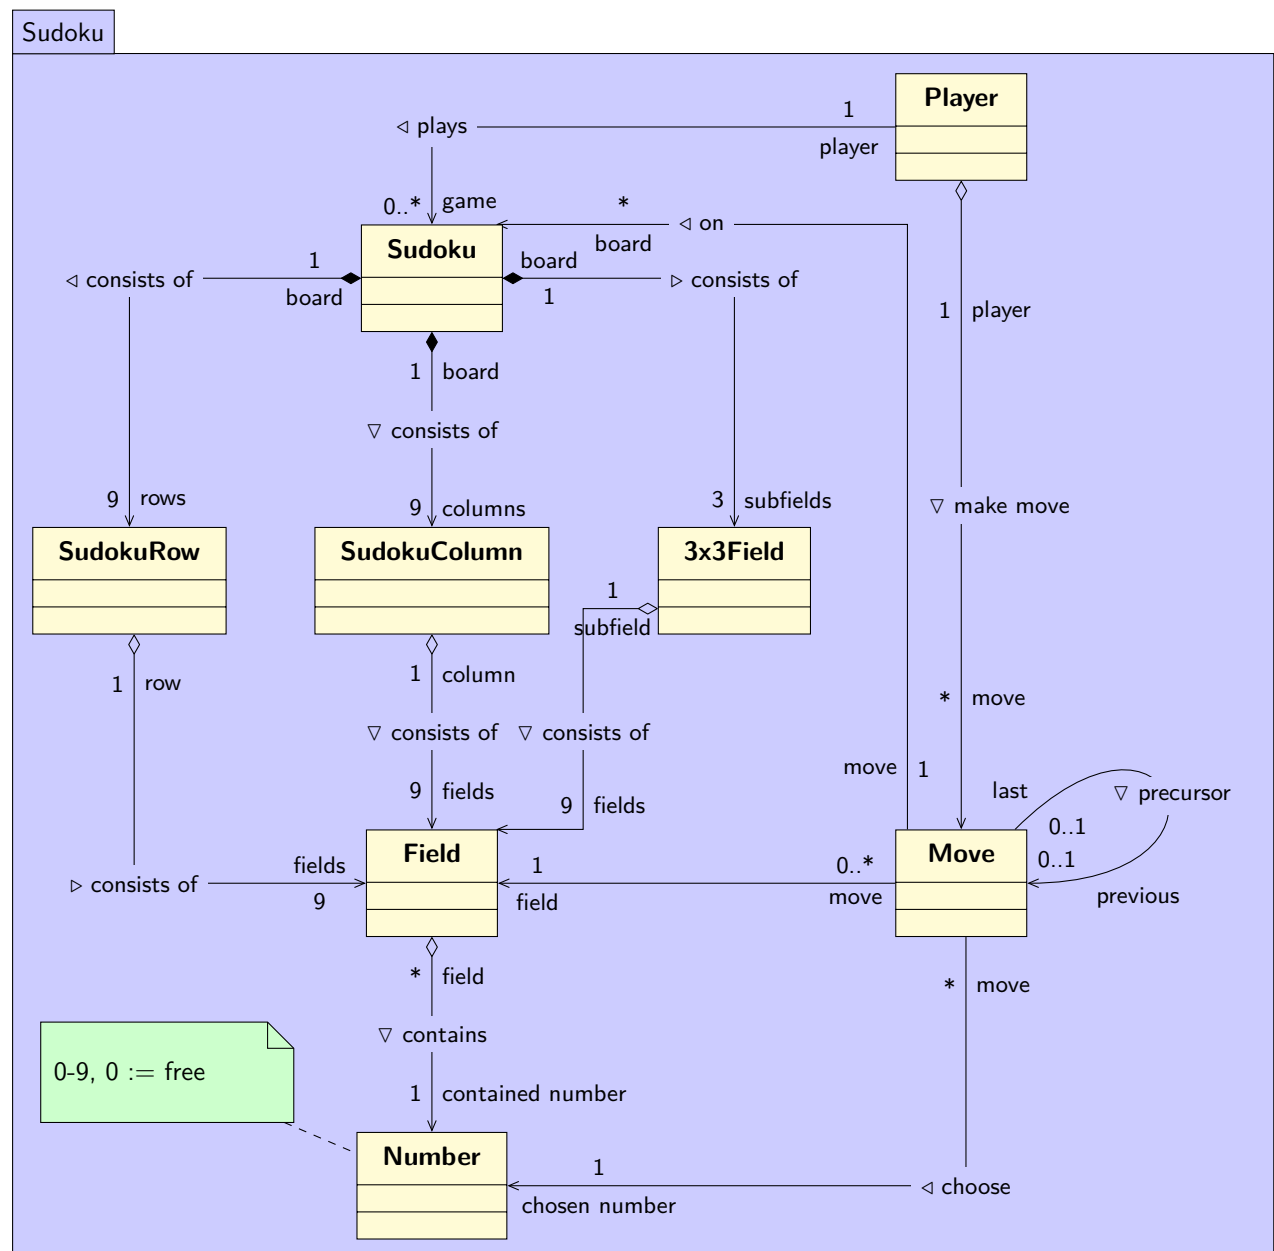 Sudoku
Player
1
◁ plays
player
0..*
game
*
◁ on
board
Sudoku
1
board
◁ consists of
board
▷ consists of
1
1
player
1
board
▽ consists of
9
rows
9
columns
3
subfields
▽ make move
SudokuRow
SudokuColumn
3x3Field
1
subfield
1
row
1
column
*
move
▽ consists of
▽ consists of
move
1
last
▽ precursor
9
fields
9
fields
0..1
Field
Move
0..1
fields
1
0..*
▷ consists of
9
field
move
previous
*
field
*
move
▽ contains
0-9, 0 := free
1
contained number
Number
1
◁ choose
chosen number